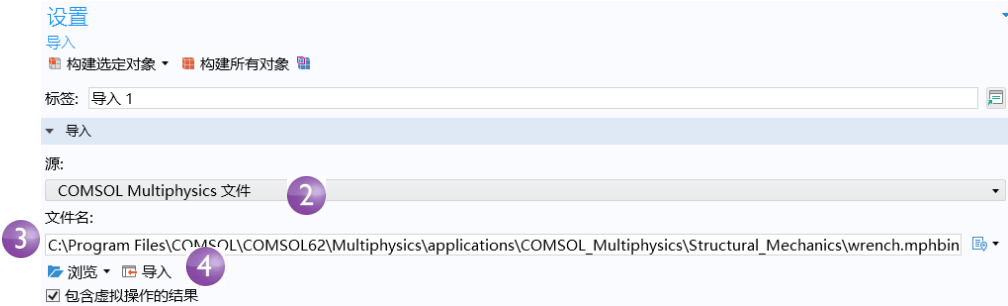 设置
导入
构建选定对象 构建所有对象
标签: 导入 1
导入
源:
COMSOL Multiphysics 文件
2
文件名:
3
C:\Program Files\COMSOL\COMSOL62\Multiphysics\applications\COMSOL_Multiphysics\Structural_Mechanics\wrench.mphbin
浏览 导入 4
包含虚拟操作的结果